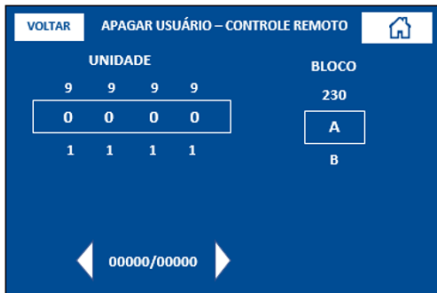 VOLTAR APAGAR USUÁRIO – CONTROLE REMOTO
UNIDADE BLOCO
9 9 9 9 230
0 0 0 0 A
1 1 1 1 B
00000/00000